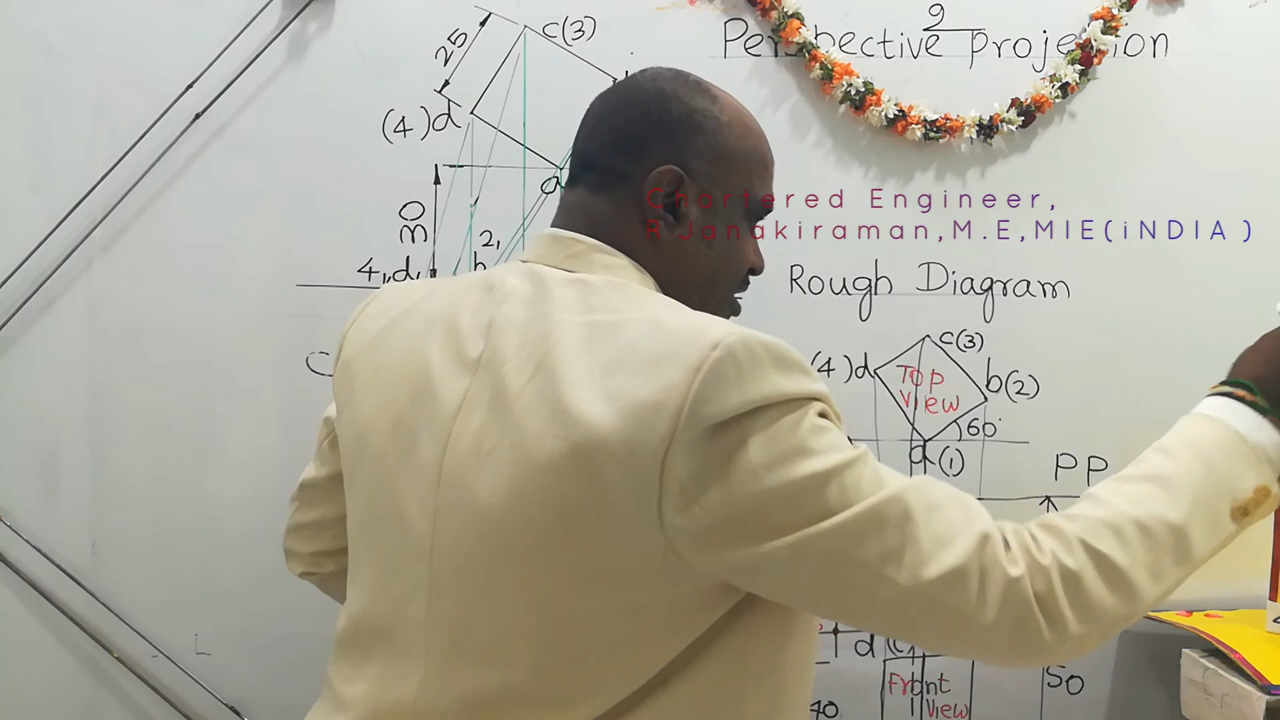 2
Perspective projection
25
c(3)
(4)d
a
30
2,
4,,d,
b
Chartered Engineer,
R.Janakiraman,M.E,MIE(iNDIA)
Rough Diagram
c(3)
(4)d
Top
View
b(2)
60°
a(1)
PP
d
Front
View
50
40